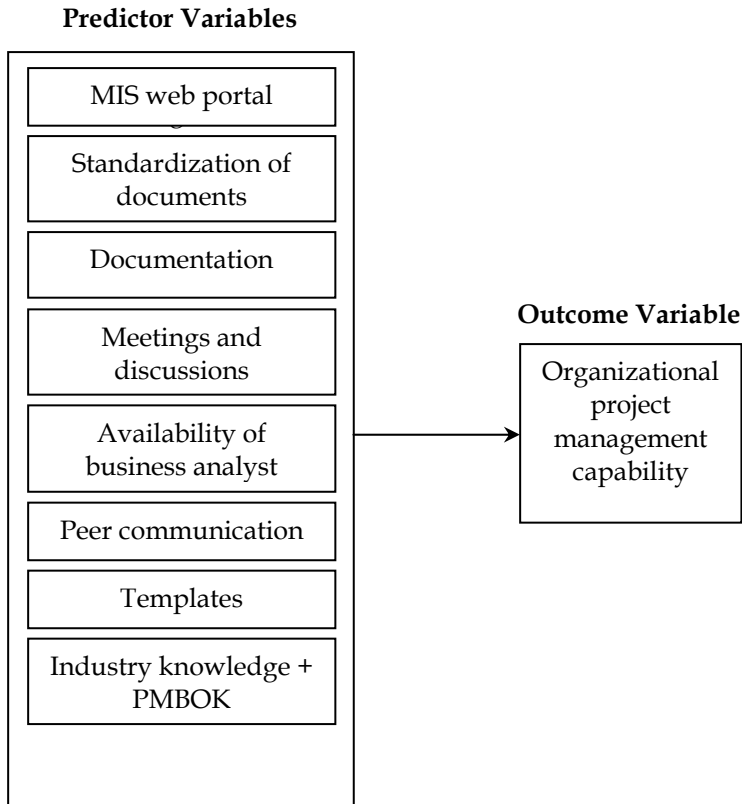 Predictor Variables
MIS web portal
Standardization of
documents
Documentation
Meetings and
discussions
Availability of
business analyst
Peer communication
Templates
Industry knowledge +
PMBOK
Outcome Variable
Organizational
project
management
capability